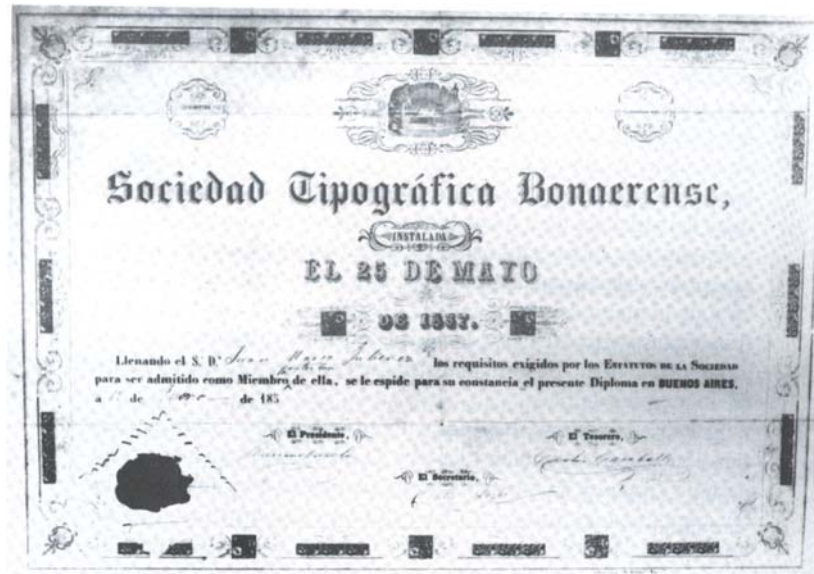 Sociedad Tipográfica Bonaerense,
INSTALADA
EL 25 DE MAYO
DE 1857.
Llenando el S. D.ⁿ Juan María los requisitos exigidos por los ESTATUTOS DE LA SOCIEDAD
para ser admitido como Miembro de ella, se le espide para su constancia el presente Diploma en BUENOS AIRES,
a de de 185
El Presidente,
El Tesorero,
El Secretario,